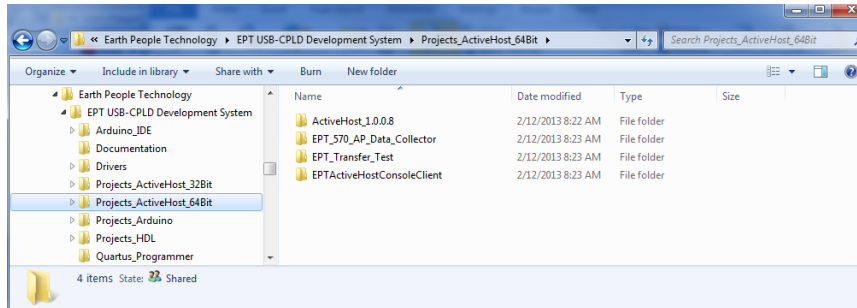 « Earth People Technology ▸ EPT USB-CPLD Development System ▸ Projects_ActiveHost_64Bit ▸ Search Projects_ActiveHost_64Bit
Organize Include in library Share with Burn New folder
Earth People Technology
EPT USB-CPLD Development System
Arduino_IDE
Documentation
Drivers
Projects_ActiveHost_32Bit
Projects_ActiveHost_64Bit
Projects_Arduino
Projects_HDL
Quartus_Programmer
Name Date modified Type Size
ActiveHost_1.0.0.8 2/12/2013 8:22 AM File folder
EPT_570_AP_Data_Collector 2/12/2013 8:23 AM File folder
EPT_Transfer_Test 2/12/2013 8:23 AM File folder
EPTActiveHostConsoleClient 2/12/2013 8:23 AM File folder
4 items State: Shared